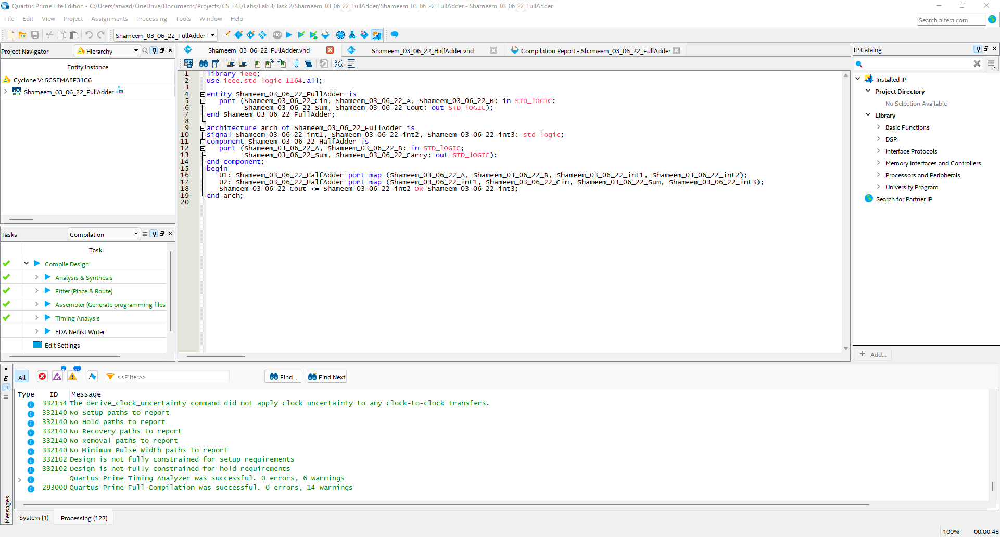 Quartus Prime Lite Edition - C:/Users/azwad/OneDrive/Documents/Projects/CS_343/Labs/Lab 3/Task 2/Shameem_03_06_22_FullAdder/Shameem_03_06_22_FullAdder - Shameem_03_06_22_FullAdder
File Edit View Project Assignments Processing Tools Window Help
Search altera.com
Shameem_03_06_22_FullAdder
STOP
Project Navigator
Hierarchy
Entity:Instance
Cyclone V: 5CSEMA5F31C6
abc VHD Shameem_03_06_22_FullAdder
Tasks
Compilation
Task
Compile Design
Analysis & Synthesis
Fitter (Place & Route)
Assembler (Generate programming files
Timing Analysis
EDA Netlist Writer
Edit Settings
abc Shameem_03_06_22_FullAdder.vhd
abc Shameem_03_06_22_HalfAdder.vhd
Compilation Report - Shameem_03_06_22_FullAdder
267
268
1 library ieee;
2 use ieee.std_logic_1164.all;
3
4 entity Shameem_03_06_22_FullAdder is
5 port (Shameem_03_06_22_Cin, Shameem_03_06_22_A, Shameem_03_06_22_B: in STD_lOGIC;
6 Shameem_03_06_22_Sum, Shameem_03_06_22_Cout: out STD_lOGIC);
7 end Shameem_03_06_22_FullAdder;
8
9 architecture arch of Shameem_03_06_22_FullAdder is
10 signal Shameem_03_06_22_int1, Shameem_03_06_22_int2, Shameem_03_06_22_int3: std_logic;
11 component Shameem_03_06_22_HalfAdder is
12 port (Shameem_03_06_22_A, Shameem_03_06_22_B: in STD_lOGIC;
13 Shameem_03_06_22_Sum, Shameem_03_06_22_Carry: out STD_lOGIC);
14 end component;
15 begin
16 U1: Shameem_03_06_22_HalfAdder port map (Shameem_03_06_22_A, Shameem_03_06_22_B, Shameem_03_06_22_int1, Shameem_03_06_22_int2);
17 U2: Shameem_03_06_22_HalfAdder port map (Shameem_03_06_22_int1, Shameem_03_06_22_Cin, Shameem_03_06_22_Sum, Shameem_03_06_22_int3);
18 Shameem_03_06_22_Cout <= Shameem_03_06_22_int2 OR Shameem_03_06_22_int3;
19 end arch;
20
IP Catalog
Installed IP
Project Directory
No Selection Available
Library
Basic Functions
DSP
Interface Protocols
Memory Interfaces and Controllers
Processors and Peripherals
University Program
Search for Partner IP
+ Add...
All
<<Filter>>
Find...
Find Next
Type ID Message
332154 The derive_clock_uncertainty command did not apply clock uncertainty to any clock-to-clock transfers.
332140 No Setup paths to report
332140 No Hold paths to report
332140 No Recovery paths to report
332140 No Removal paths to report
332140 No Minimum Pulse Width paths to report
332102 Design is not fully constrained for setup requirements
332102 Design is not fully constrained for hold requirements
Quartus Prime Timing Analyzer was successful. 0 errors, 6 warnings
293000 Quartus Prime Full Compilation was successful. 0 errors, 14 warnings
Messages
System (1)
Processing (127)
100% 00:00:45